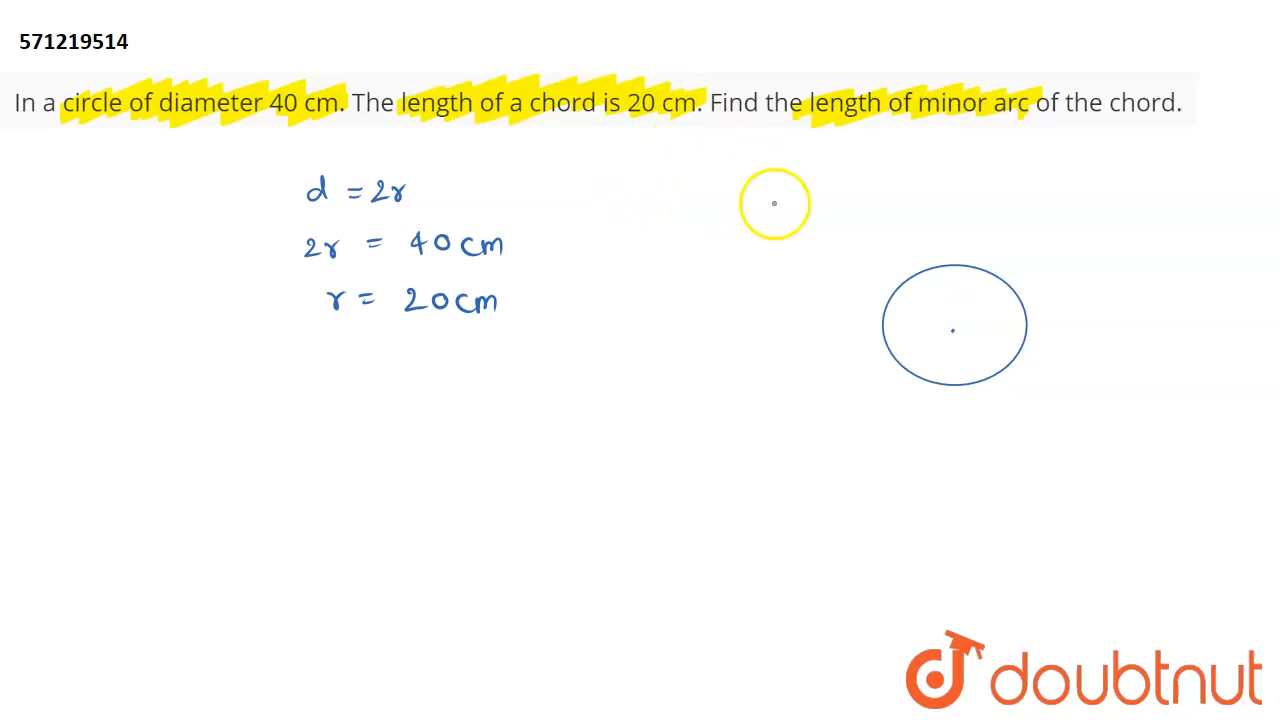 571219514
In a circle of diameter 40 cm. The length of a chord is 20 cm. Find the length of minor arc of the chord.
d = 2r
2r = 40 cm
r = 20 cm
doubtnut